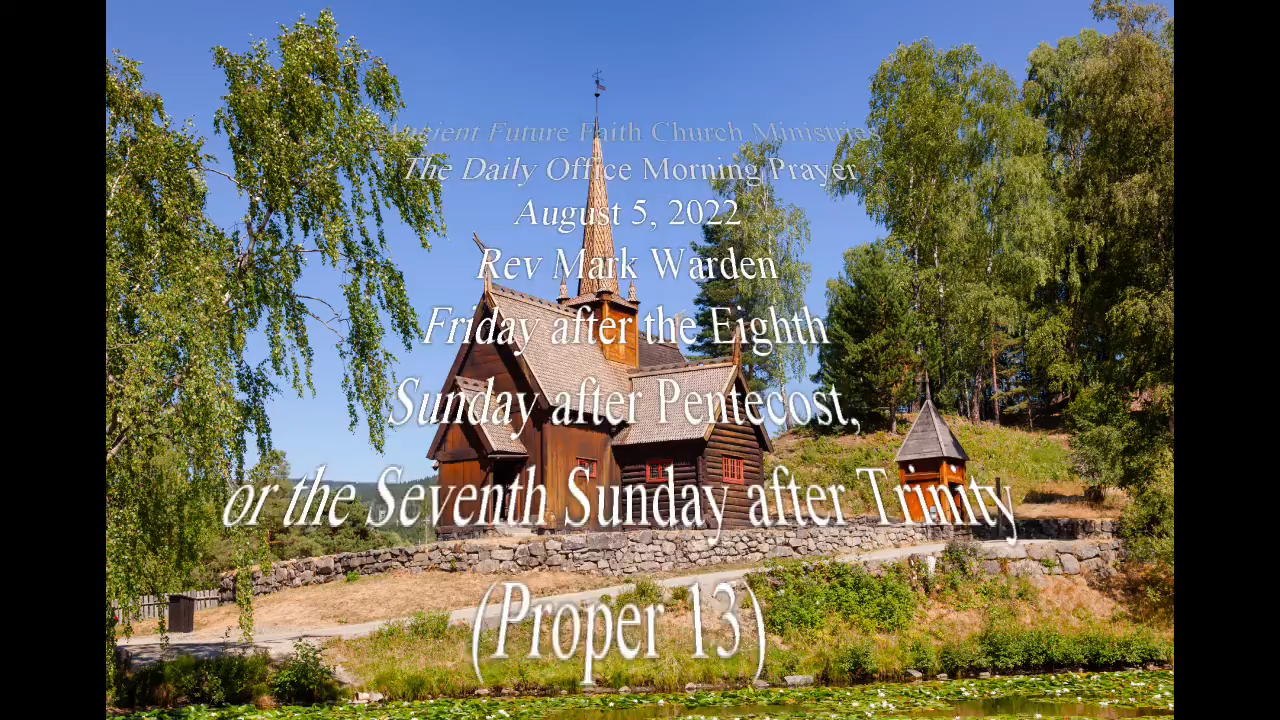 Ancient Future Faith Church Ministries
The Daily Office Morning Prayer
August 5, 2022
Rev Mark Warden
Friday after the Eighth
Sunday after Pentecost,
or the Seventh Sunday after Trinity
(Proper 13)